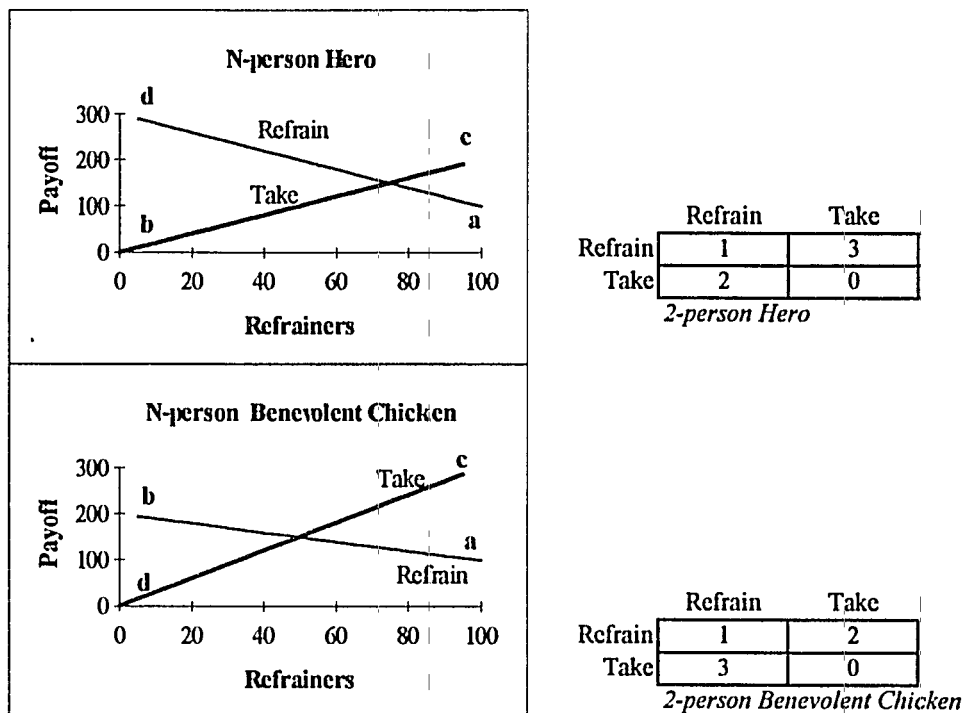 N-person Hero
d
300
Refrain
c
200
Payoff
Take
100
b
a
0
0 20 40 60 80 100
Refrainers
Refrain Take
Refrain 1 3
Take 2 0
2-person Hero
N-person Benevolent Chicken
c
300
Take
b
200
Payoff
a
100
Refrain
d
0
0 20 40 60 80 100
Refrainers
Refrain Take
Refrain 1 2
Take 3 0
2-person Benevolent Chicken